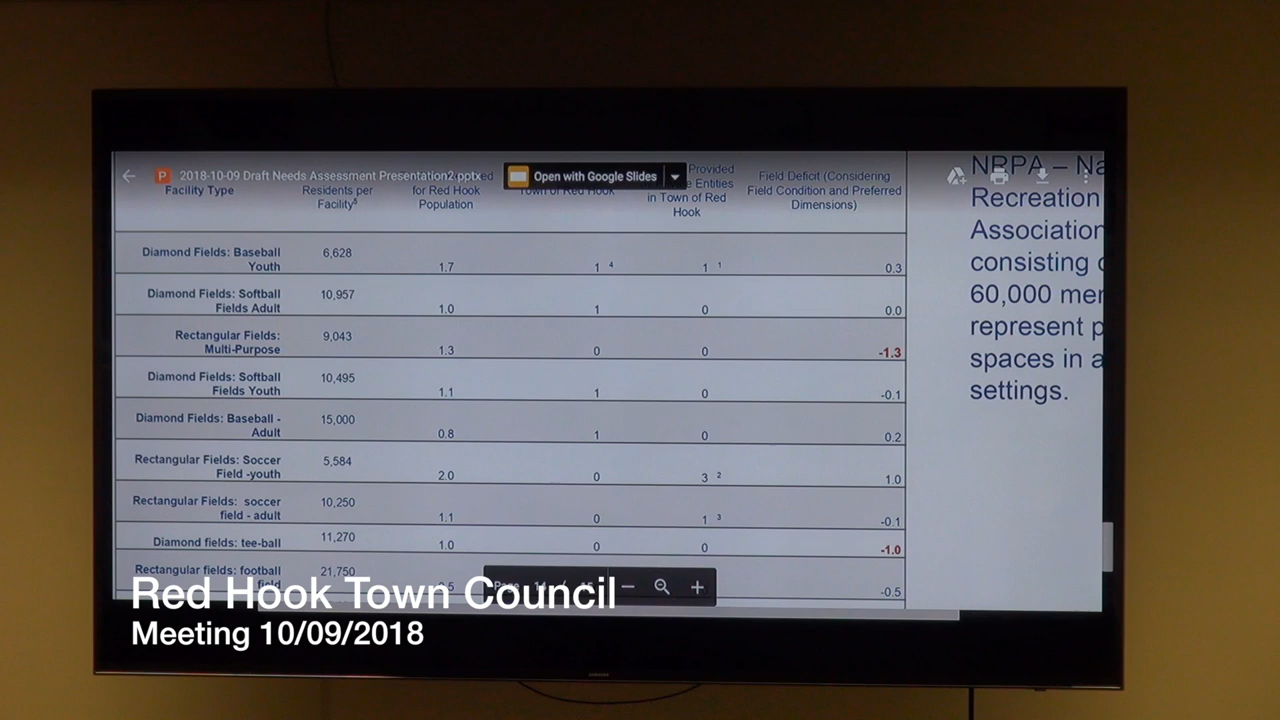 2018-10-09 Draft Needs Assessment Presentation2.pptx
Open with Google Slides
Facility Type
Residents per
Facility⁵
for Red Hook
Population
Town of Red Hook
Provided
Entities
in Town of Red
Hook
Field Deficit (Considering
Field Condition and Preferred
Dimensions)
Diamond Fields: Baseball
Youth
6,628
1.7
1 ⁴
1 ¹
0.3
Diamond Fields: Softball
Fields Adult
10,957
1.0
1
0
0.0
Rectangular Fields:
Multi-Purpose
9,043
1.3
0
0
-1.3
Diamond Fields: Softball
Fields Youth
10,495
1.1
1
0
-0.1
Diamond Fields: Baseball -
Adult
15,000
0.8
1
0
0.2
Rectangular Fields: Soccer
Field -youth
5,584
2.0
0
3 ²
1.0
Rectangular Fields: soccer
field - adult
10,250
1.1
0
1 ³
-0.1
Diamond fields: tee-ball
11,270
1.0
0
0
-1.0
Rectangular fields: football
field
21,750
-0.5
NRPA – Na
Recreation
Association
consisting
60,000 mer
represent p
spaces in a
settings.
Red Hook Town Council
Meeting 10/09/2018
SAMSUNG